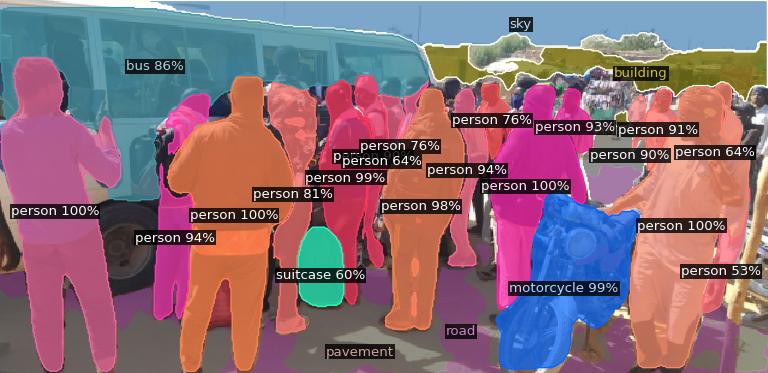 sky
bus 86%
building
person 76%
person 93%
person 91%
person 76%
person 64%
person 90%
person 64%
person 94%
person 99%
person 100%
person 81%
person 98%
person 100%
person 100%
person 100%
person 94%
person 53%
suitcase 60%
motorcycle 99%
road
pavement